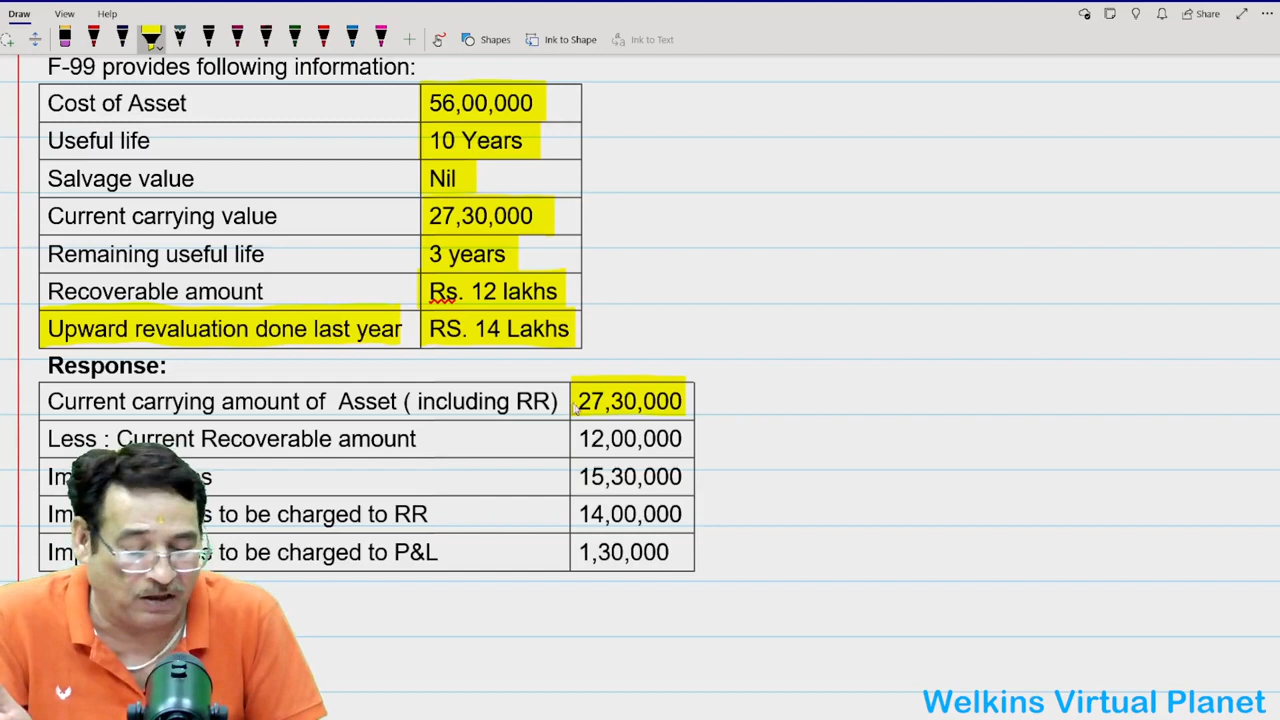 Draw View Help
Share
Shapes Ink to Shape Ink to Text
F-99 provides following information:
Cost of Asset 56,00,000
Useful life 10 Years
Salvage value Nil
Current carrying value 27,30,000
Remaining useful life 3 years
Recoverable amount Rs. 12 lakhs
Upward revaluation done last year RS. 14 Lakhs
Response:
Current carrying amount of Asset ( including RR) 27,30,000
Less : Current Recoverable amount 12,00,000
15,30,000
to be charged to RR 14,00,000
to be charged to P&L 1,30,000
Welkins Virtual Planet